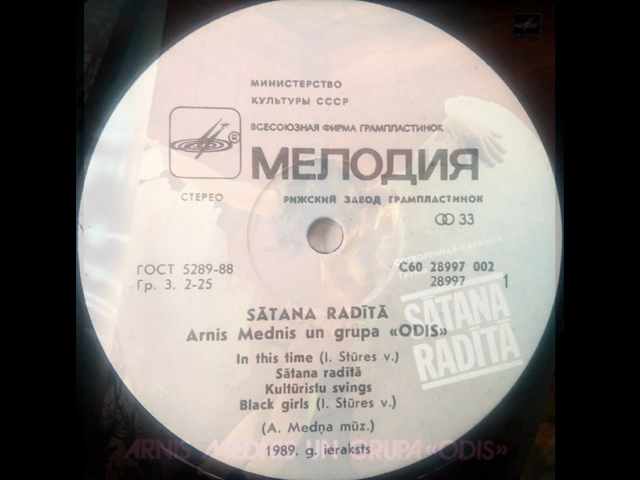 МИНИСТЕРСТВО
КУЛЬТУРЫ СССР
ВСЕСОЮЗНАЯ ФИРМА ГРАМПЛАСТИНОК
®
МЕЛОДИЯ
СТЕРЕО
РИЖСКИЙ ЗАВОД ГРАМПЛАСТИНОК
33
ГОСТ 5289-88
Гр. 3. 2-25
С60 28997 002
28997 1
SĀTANA RADĪTĀ
Arnis Mednis un grupa «ODIS»
In this time (I. Stūres v.)
Sātana radītā
Kultūristu svings
Black girls (I. Stūres v.)
(A. Medņa mūz.)
1989. g. ieraksts
СОТВОРЕННАЯ САТАНОЙ
SĀTANA
RADĪTĀ
ARNIS MEDNIS UN GRUPA «ODIS»